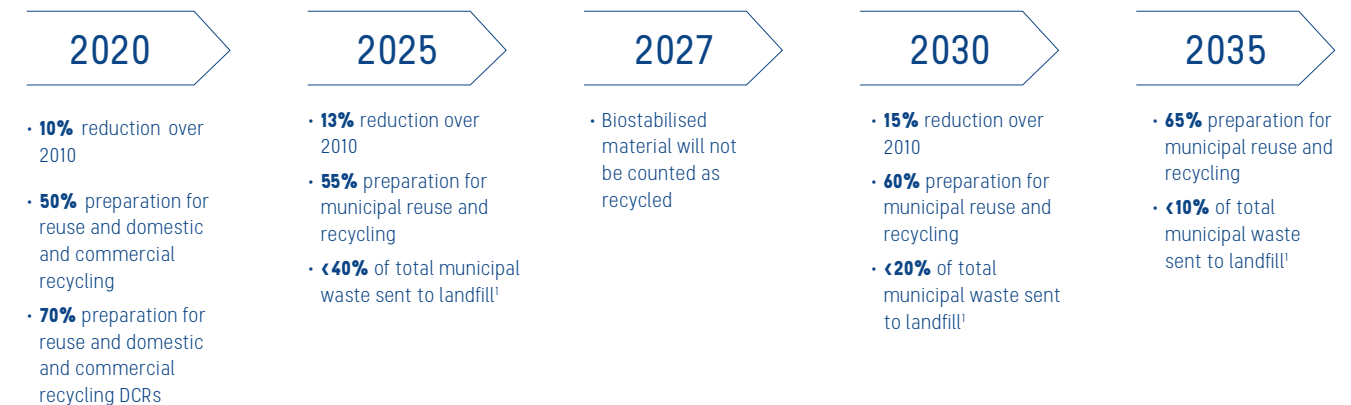 2020
• 10% reduction over
2010
• 50% preparation for
reuse and domestic
and commercial
recycling
• 70% preparation for
reuse and domestic
and commercial
recycling DCRs
2025
• 13% reduction over
2010
• 55% preparation for
municipal reuse and
recycling
• <40% of total municipal
waste sent to landfill¹
2027
• Biostabilised
material will not
be counted as
recycled
2030
• 15% reduction over
2010
• 60% preparation for
municipal reuse and
recycling
• <20% of total
municipal waste sent
to landfill¹
2035
• 65% preparation for
municipal reuse and
recycling
• <10% of total
municipal waste
sent to landfill¹